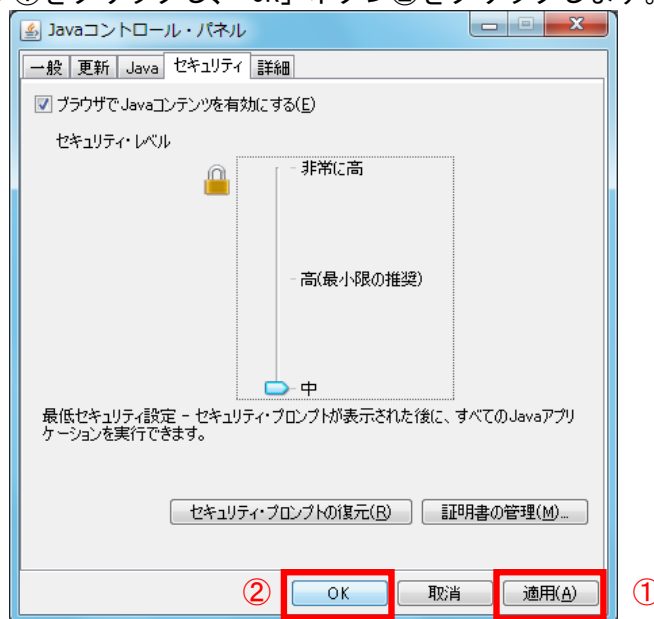 ①をクリックし、「OK」ボタン②をクリックします。
Javaコントロール・パネル
一般 更新 Java セキュリティ 詳細
ブラウザでJavaコンテンツを有効にする(E)
セキュリティ・レベル
非常に高
高(最小限の推奨)
中
最低セキュリティ設定 - セキュリティ・プロンプトが表示された後に、すべてのJavaアプリ
ケーションを実行できます。
セキュリティ・プロンプトの復元(R) 証明書の管理(M)...
② OK 取消 適用(A) ①